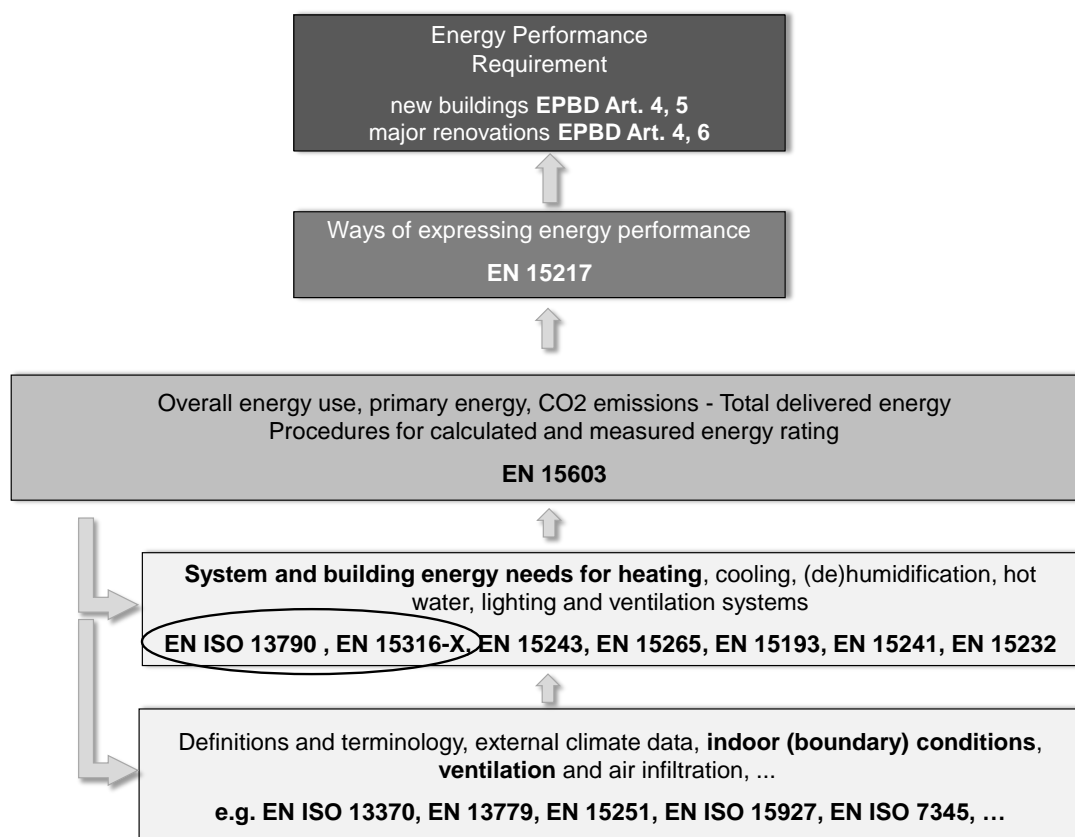 Energy Performance
Requirement
new buildings EPBD Art. 4, 5
major renovations EPBD Art. 4, 6
Ways of expressing energy performance
EN 15217
Overall energy use, primary energy, CO2 emissions - Total delivered energy
Procedures for calculated and measured energy rating
EN 15603
System and building energy needs for heating, cooling, (de)humidification, hot
water, lighting and ventilation systems
EN ISO 13790 , EN 15316-X, EN 15243, EN 15265, EN 15193, EN 15241, EN 15232
Definitions and terminology, external climate data, indoor (boundary) conditions,
ventilation and air infiltration, ...
e.g. EN ISO 13370, EN 13779, EN 15251, EN ISO 15927, EN ISO 7345, …